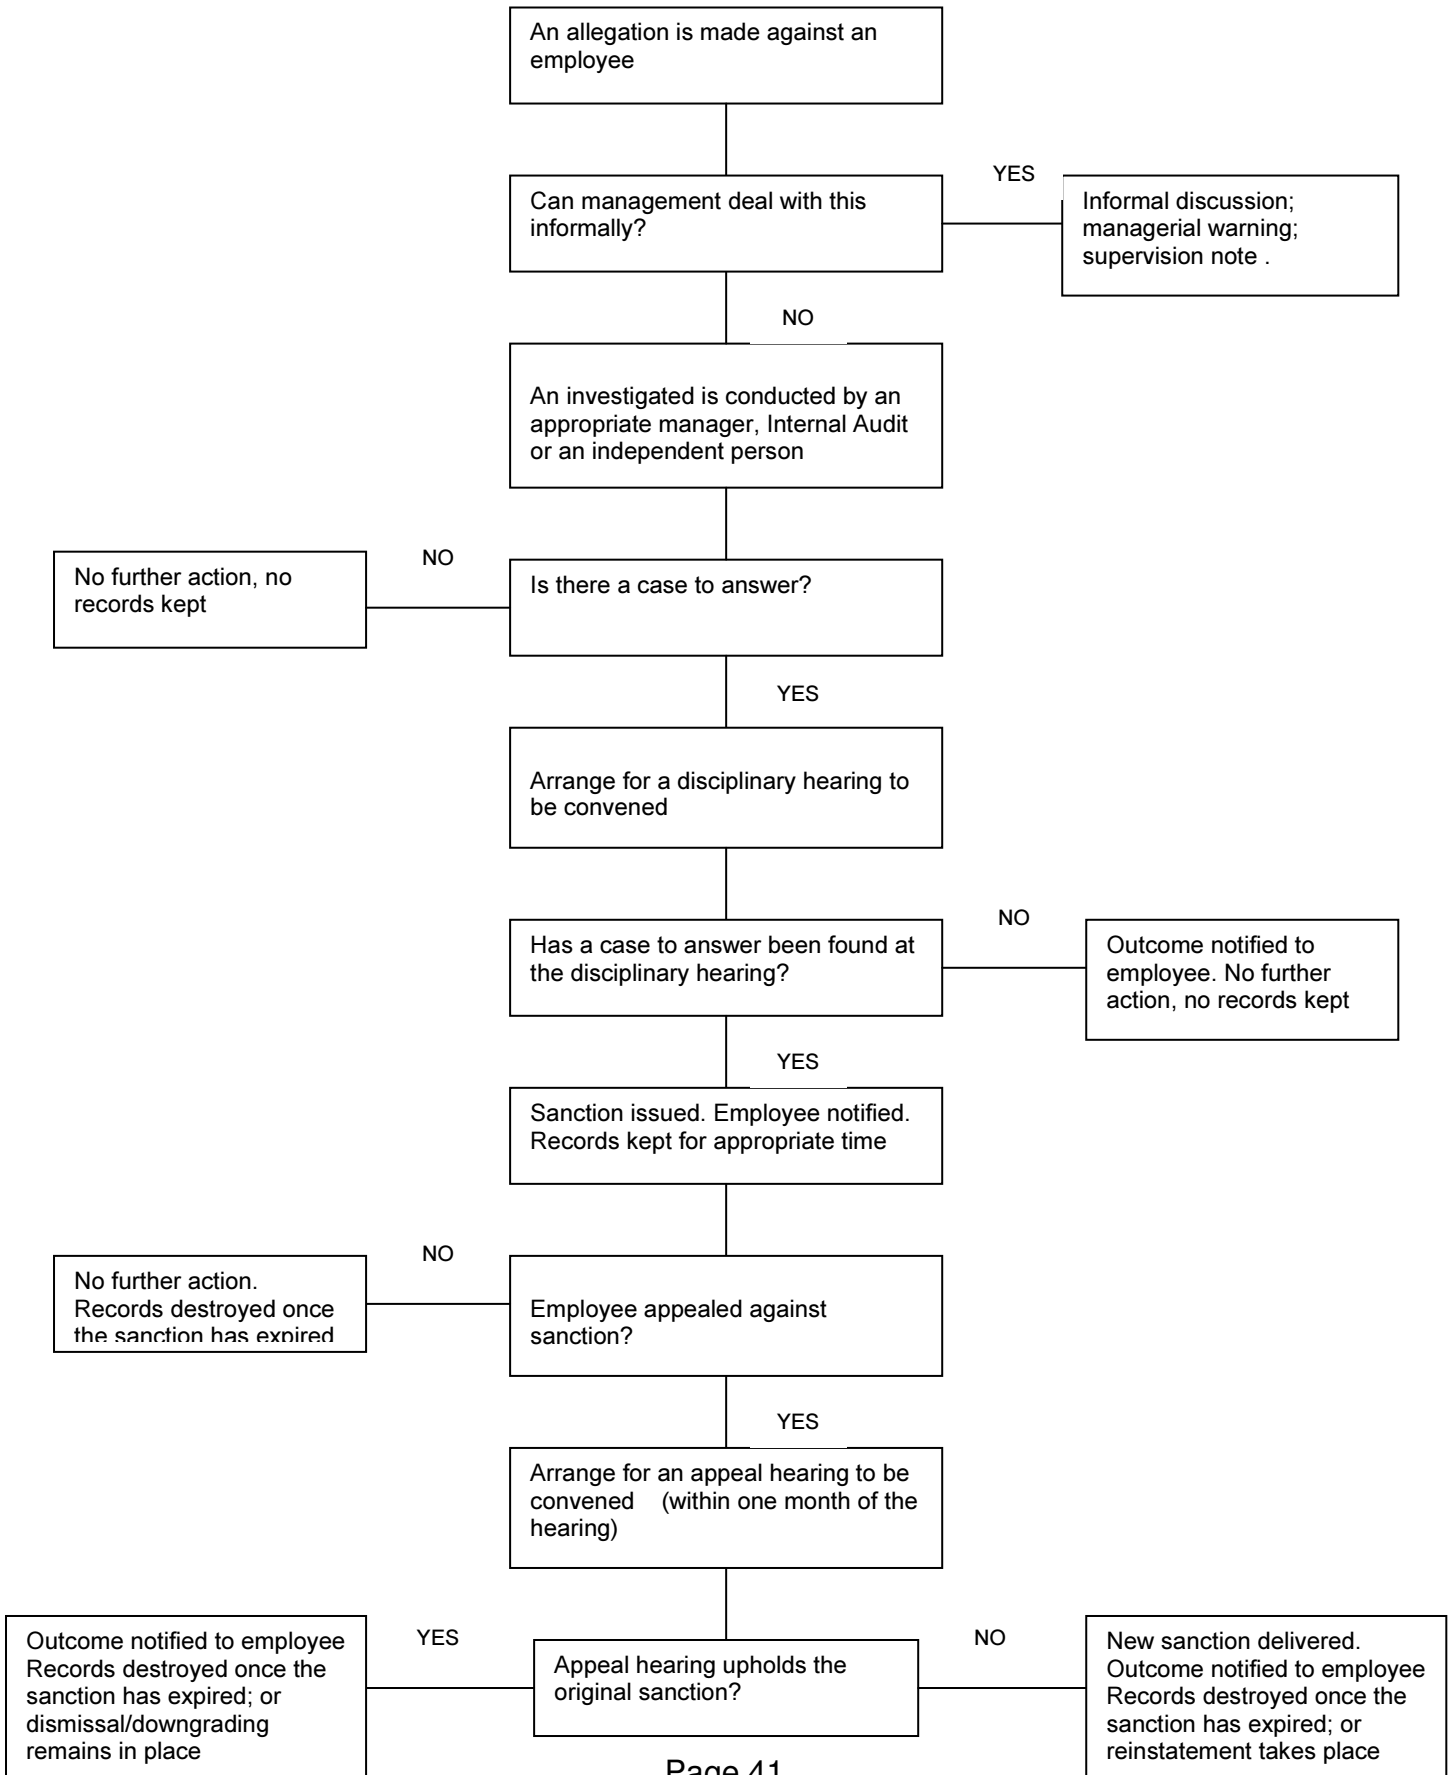 An allegation is made against an
employee
YES
Can management deal with this
informally?
Informal discussion;
managerial warning;
supervision note .
NO
An investigated is conducted by an
appropriate manager, Internal Audit
or an independent person
NO
No further action, no
records kept
Is there a case to answer?
YES
Arrange for a disciplinary hearing to
be convened
NO
Has a case to answer been found at
the disciplinary hearing?
Outcome notified to
employee. No further
action, no records kept
YES
Sanction issued. Employee notified.
Records kept for appropriate time
NO
No further action.
Records destroyed once
the sanction has expired
Employee appealed against
sanction?
YES
Arrange for an appeal hearing to be
convened (within one month of the
hearing)
YES
NO
Outcome notified to employee
Records destroyed once the
sanction has expired; or
dismissal/downgrading
remains in place
Appeal hearing upholds the
original sanction?
New sanction delivered.
Outcome notified to employee
Records destroyed once the
sanction has expired; or
reinstatement takes place
Page 41